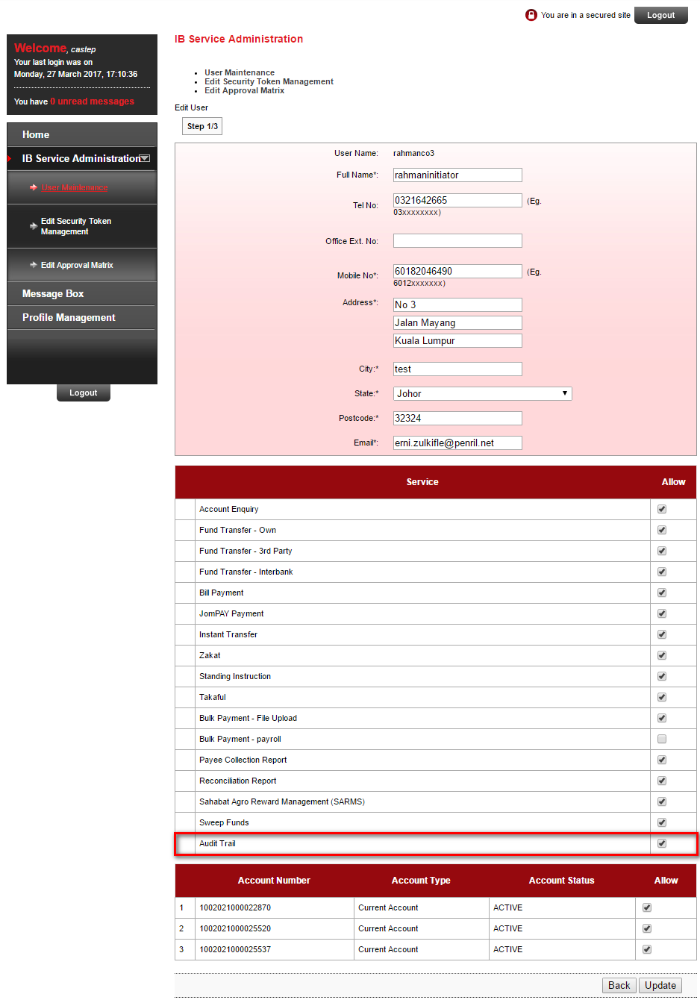 You are in a secured site
Logout
Welcome, castep
Your last login was on
Monday, 27 March 2017, 17:10:36
You have 0 unread messages
Home
IB Service Administration
User Maintenance
Edit Security Token
Management
Edit Approval Matrix
Message Box
Profile Management
Logout
IB Service Administration
User Maintenance
Edit Security Token Management
Edit Approval Matrix
Edit User
Step 1/3
User Name: rahmanco3
Full Name*: rahmaninitiator
Tel No: 0321642665 (Eg.
03xxxxxxxx)
Office Ext. No:
Mobile No*: 60182046490 (Eg.
6012xxxxxxx)
Address*: No 3
Jalan Mayang
Kuala Lumpur
City:* test
State:* Johor
Postcode:* 32324
Email*: erni.zulkifle@penril.net
Service Allow
Account Enquiry
Fund Transfer - Own
Fund Transfer - 3rd Party
Fund Transfer - Interbank
Bill Payment
JomPAY Payment
Instant Transfer
Zakat
Standing Instruction
Takaful
Bulk Payment - File Upload
Bulk Payment - payroll
Payee Collection Report
Reconciliation Report
Sahabat Agro Reward Management (SARMS)
Sweep Funds
Audit Trail
Account Number Account Type Account Status Allow
1 1002021000022870 Current Account ACTIVE
2 1002021000025520 Current Account ACTIVE
3 1002021000025537 Current Account ACTIVE
Back Update